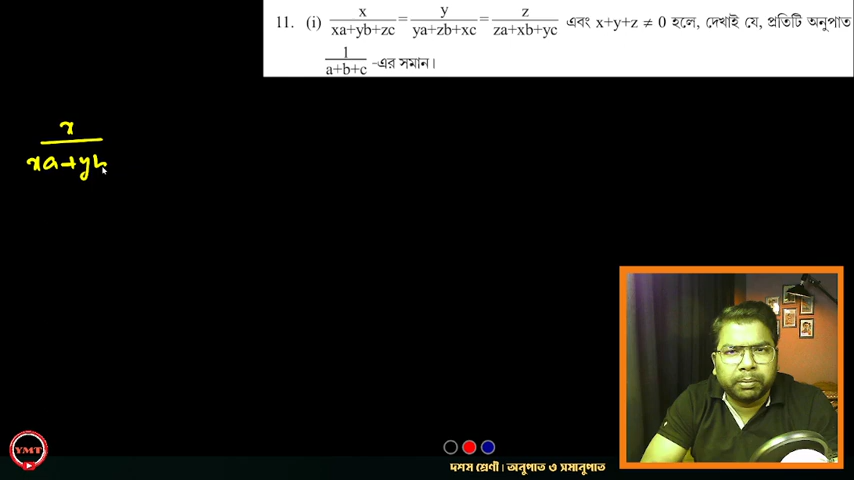 11. (i) x/(xa+yb+zc) = y/(ya+zb+xc) = z/(za+xb+yc) এবং x+y+z ≠ 0 হলে, দেখাই যে, প্রতিটি অনুপাত
1/(a+b+c) -এর সমান।
x
xa+yb
YMT
দশম শ্রেণী। অনুপাত ও সমানুপাত